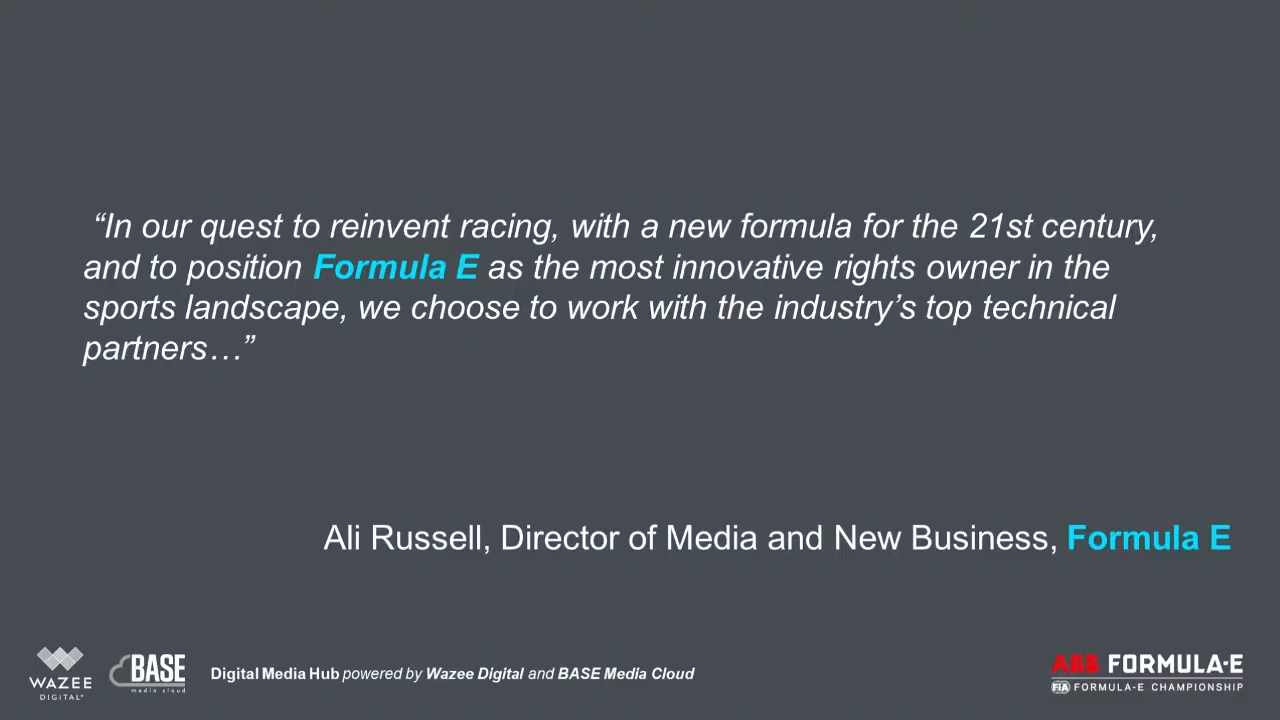 “In our quest to reinvent racing, with a new formula for the 21st century,
and to position Formula E as the most innovative rights owner in the
sports landscape, we choose to work with the industry’s top technical
partners…”
Ali Russell, Director of Media and New Business, Formula E
WAZEE
DIGITAL
BASE
media cloud
Digital Media Hub powered by Wazee Digital and BASE Media Cloud
ABB FORMULA-E
FIA FORMULA-E CHAMPIONSHIP